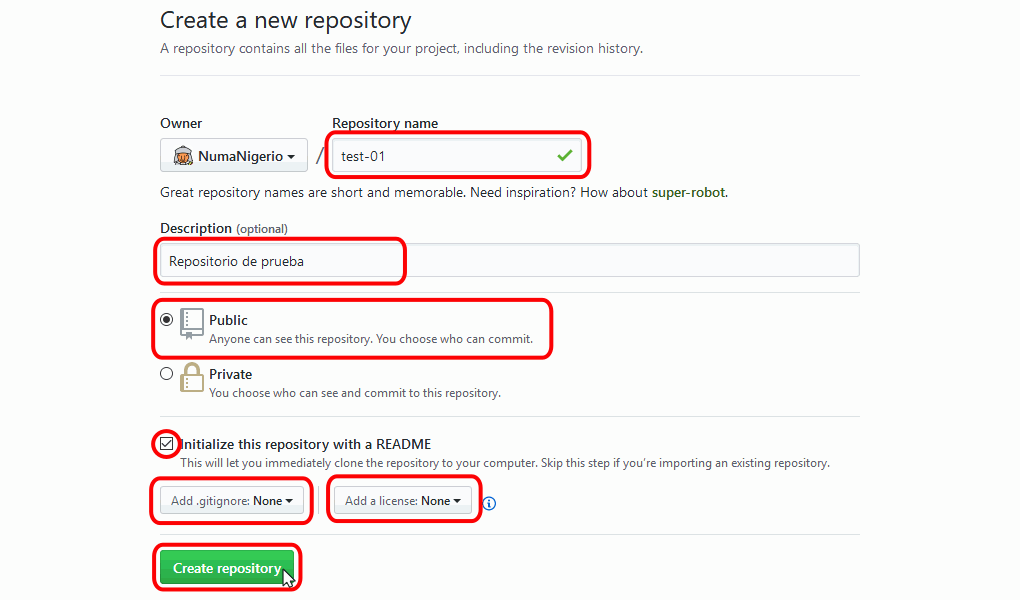 Create a new repository
A repository contains all the files for your project, including the revision history.
Owner
Repository name
NumaNigerio
/
test-01
Great repository names are short and memorable. Need inspiration? How about super-robot.
Description (optional)
Repositorio de prueba
Public
Anyone can see this repository. You choose who can commit.
Private
You choose who can see and commit to this repository.
Initialize this repository with a README
This will let you immediately clone the repository to your computer. Skip this step if you're importing an existing repository.
Add .gitignore: None
Add a license: None
Create repository